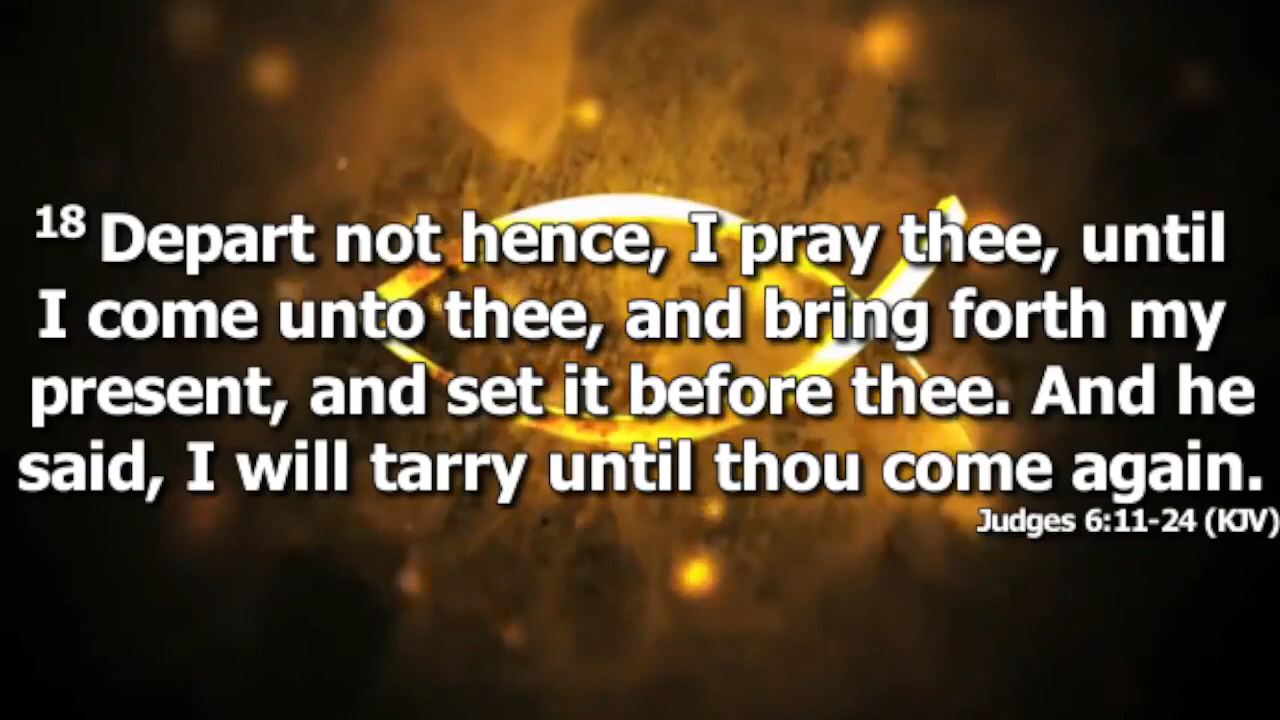 18 Depart not hence, I pray thee, until
I come unto thee, and bring forth my
present, and set it before thee. And he
said, I will tarry until thou come again.
Judges 6:11-24 (KJV)